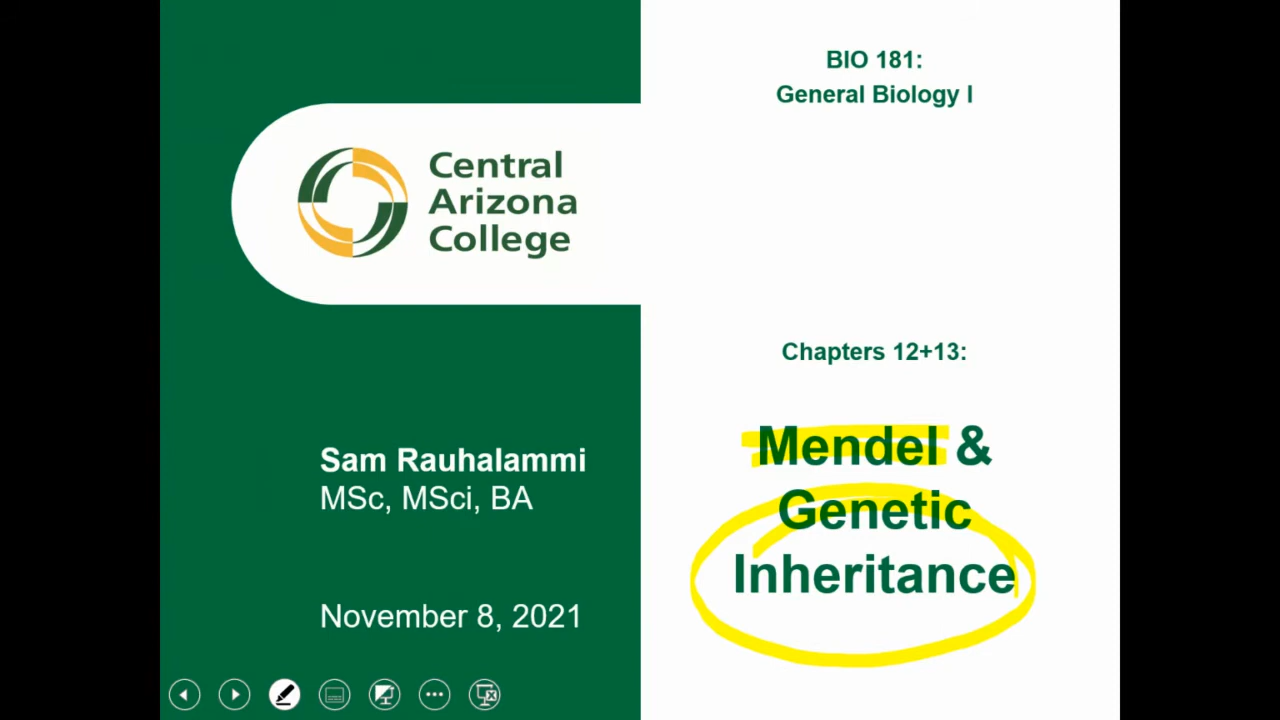 Central
Arizona
College
Sam Rauhalammi
MSc, MSci, BA
November 8, 2021
BIO 181:
General Biology I
Chapters 12+13:
Mendel &
Genetic
Inheritance